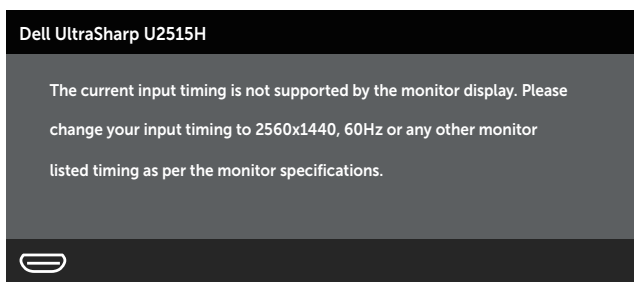 Dell UltraSharp U2515H
The current input timing is not supported by the monitor display. Please
change your input timing to 2560x1440, 60Hz or any other monitor
listed timing as per the monitor specifications.